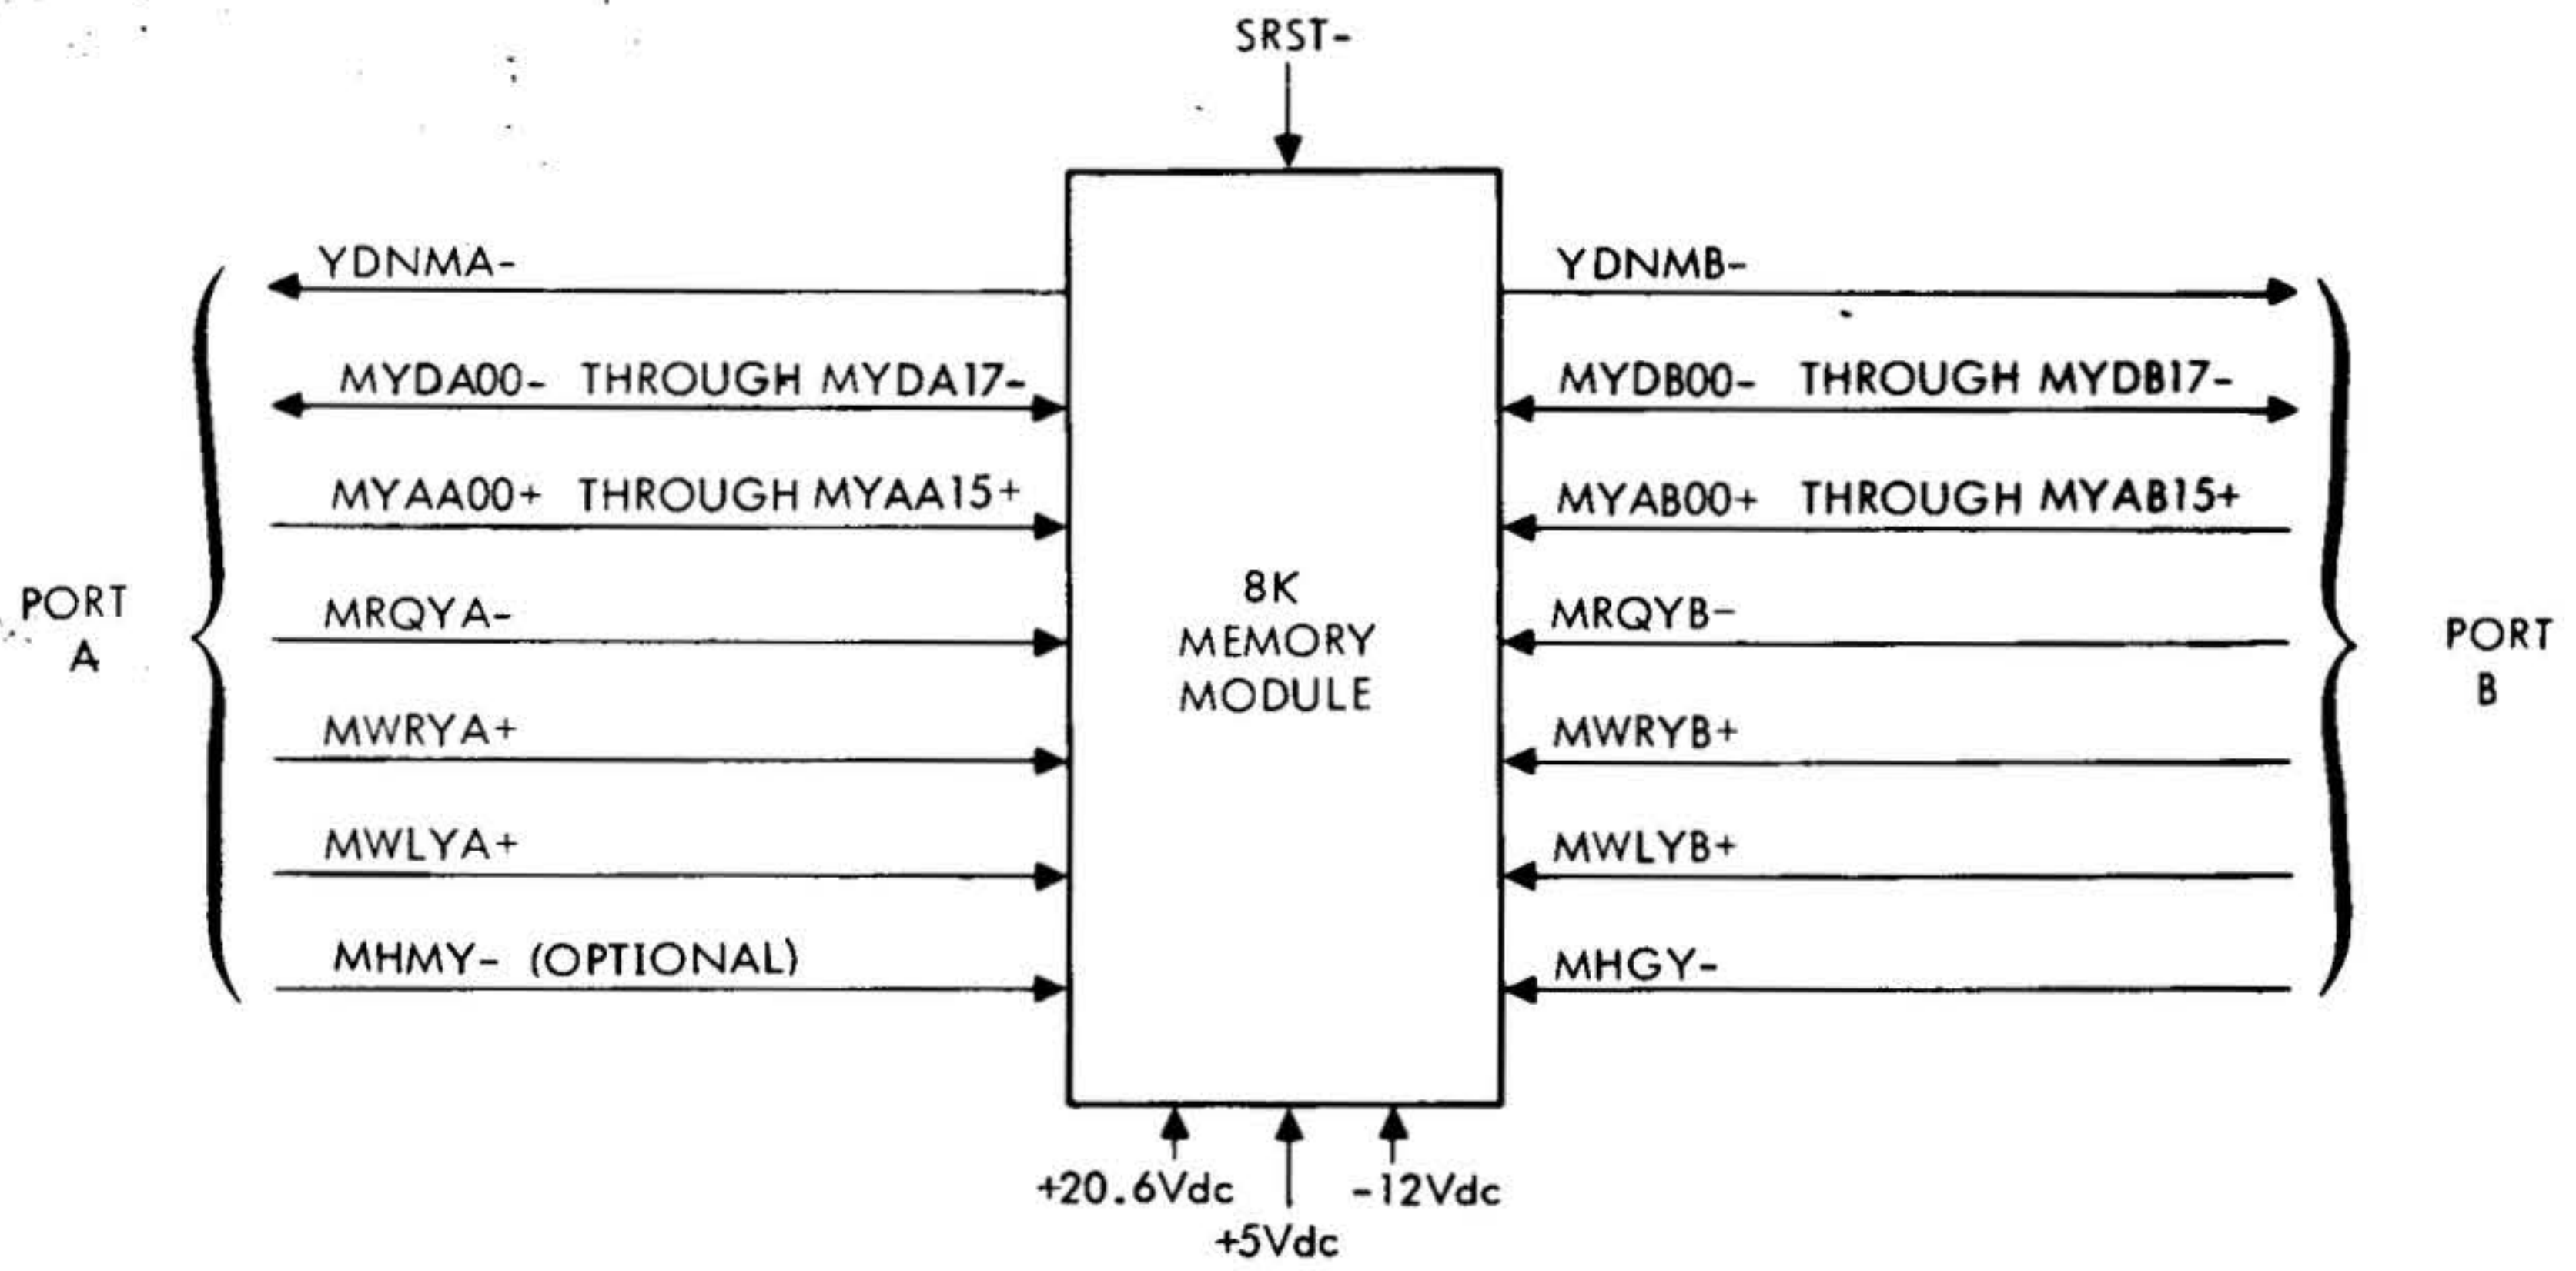 SRST-
YDNMA-
MYDA00- THROUGH MYDA17-
MYAA00+ THROUGH MYAA15+
MRQYA-
MWRYA+
MWLYA+
MHMY- (OPTIONAL)
PORT
A
8K
MEMORY
MODULE
YDNMB-
MYDB00- THROUGH MYDB17-
MYAB00+ THROUGH MYAB15+
MRQYB-
MWRYB+
MWLYB+
MHGY-
PORT
B
+20.6Vdc
-12Vdc
+5Vdc